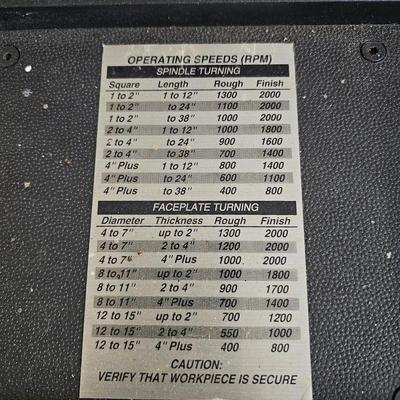 OPERATING SPEEDS (RPM)
SPINDLE TURNING
Square Length Rough Finish
1 to 2" 1 to 12" 1300 2000
1 to 2" to 24" 1100 2000
1 to 2" to 38" 1000 2000
2 to 4" 1 to 12" 1000 1800
2 to 4" to 24" 900 1600
2 to 4" to 38" 700 1400
4" Plus 1 to 12" 800 1400
4" Plus to 24" 600 1100
4" Plus to 38" 400 800
FACEPLATE TURNING
Diameter Thickness Rough Finish
4 to 7" up to 2" 1300 2000
4 to 7" 2 to 4" 1200 2000
4 to 7" 4" Plus 1000 2000
8 to 11" up to 2" 1000 1800
8 to 11" 2 to 4" 900 1700
8 to 11" 4" Plus 700 1400
12 to 15" up to 2" 700 1200
12 to 15" 2 to 4" 550 1000
12 to 15" 4" Plus 400 800
CAUTION:
VERIFY THAT WORKPIECE IS SECURE